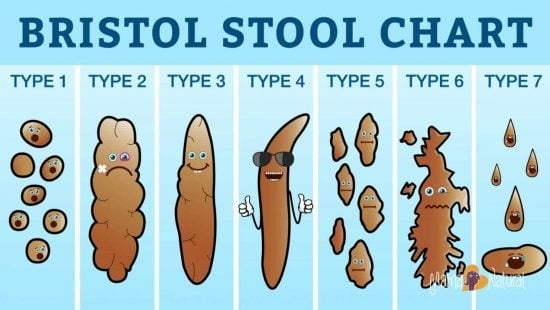 BRISTOL STOOL CHART
TYPE 1 TYPE 2 TYPE 3 TYPE 4 TYPE 5 TYPE 6 TYPE 7
Mama Natural